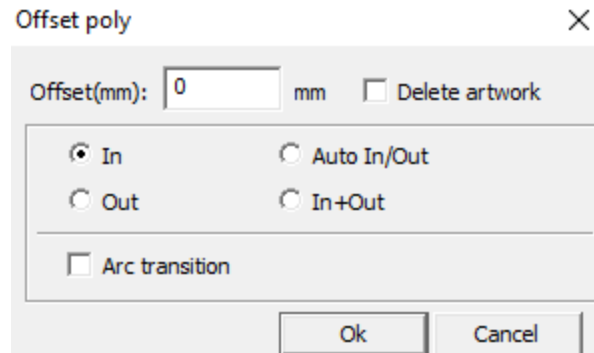 Offset poly
Offset(mm): 0 mm Delete artwork
In Auto In/Out
Out In+Out
Arc transition
Ok Cancel